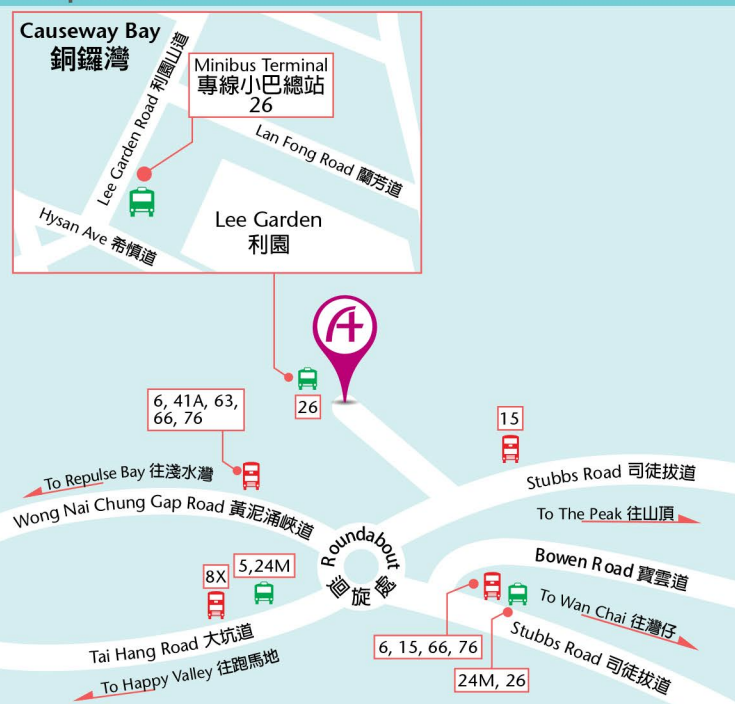 Causeway Bay
銅鑼灣
Minibus Terminal
專線小巴總站
26
Lee Garden Road 利園山道
Lan Fong Road 蘭芳道
Hysan Ave 希慎道
Lee Garden
利園
26
6, 41A, 63,
66, 76
15
To Repulse Bay 往淺水灣
Wong Nai Chung Gap Road 黃泥涌峽道
Stubbs Road 司徒拔道
To The Peak 往山頂
Roundabout
迴旋處
Bowen Road 寶雲道
8X
5,24M
To Wan Chai 往灣仔
Tai Hang Road 大坑道
To Happy Valley 往跑馬地
6, 15, 66, 76
24M, 26
Stubbs Road 司徒拔道